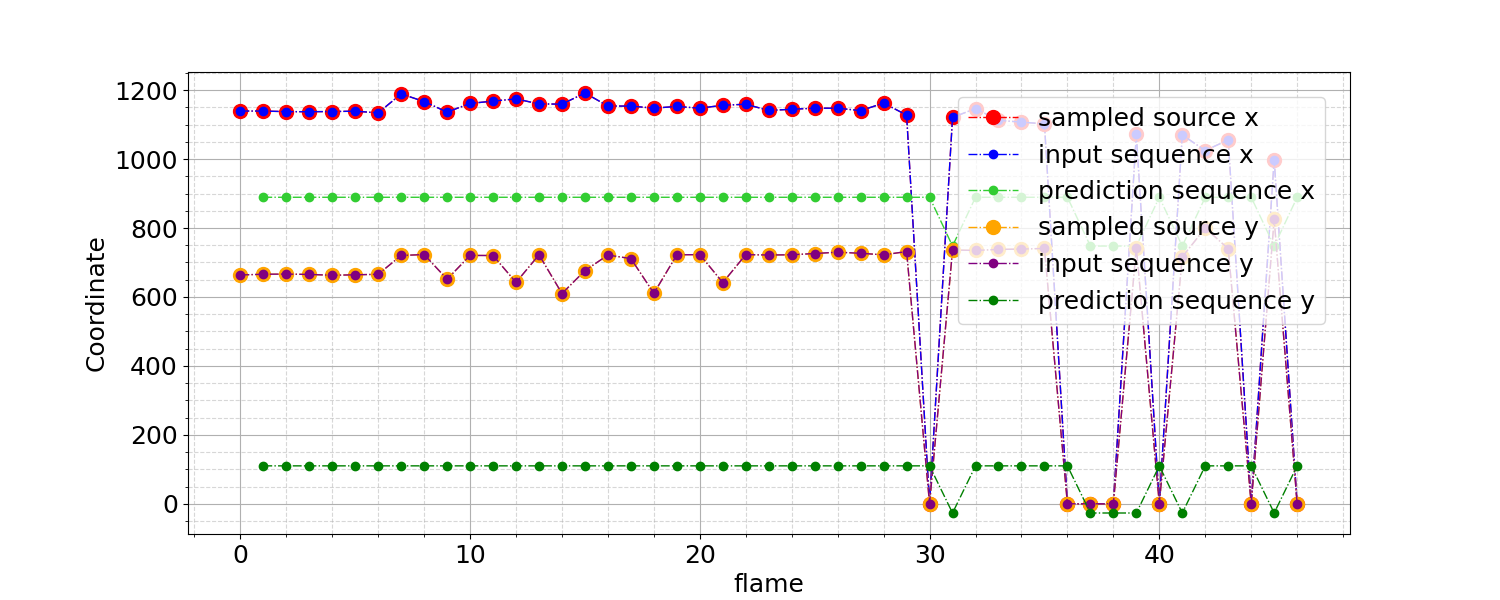 1200
1000
800
600
400
200
0
Coordinate
sampled source x
input sequence x
prediction sequence x
sampled source y
input sequence y
prediction sequence y
0 10 20 30 40
flame